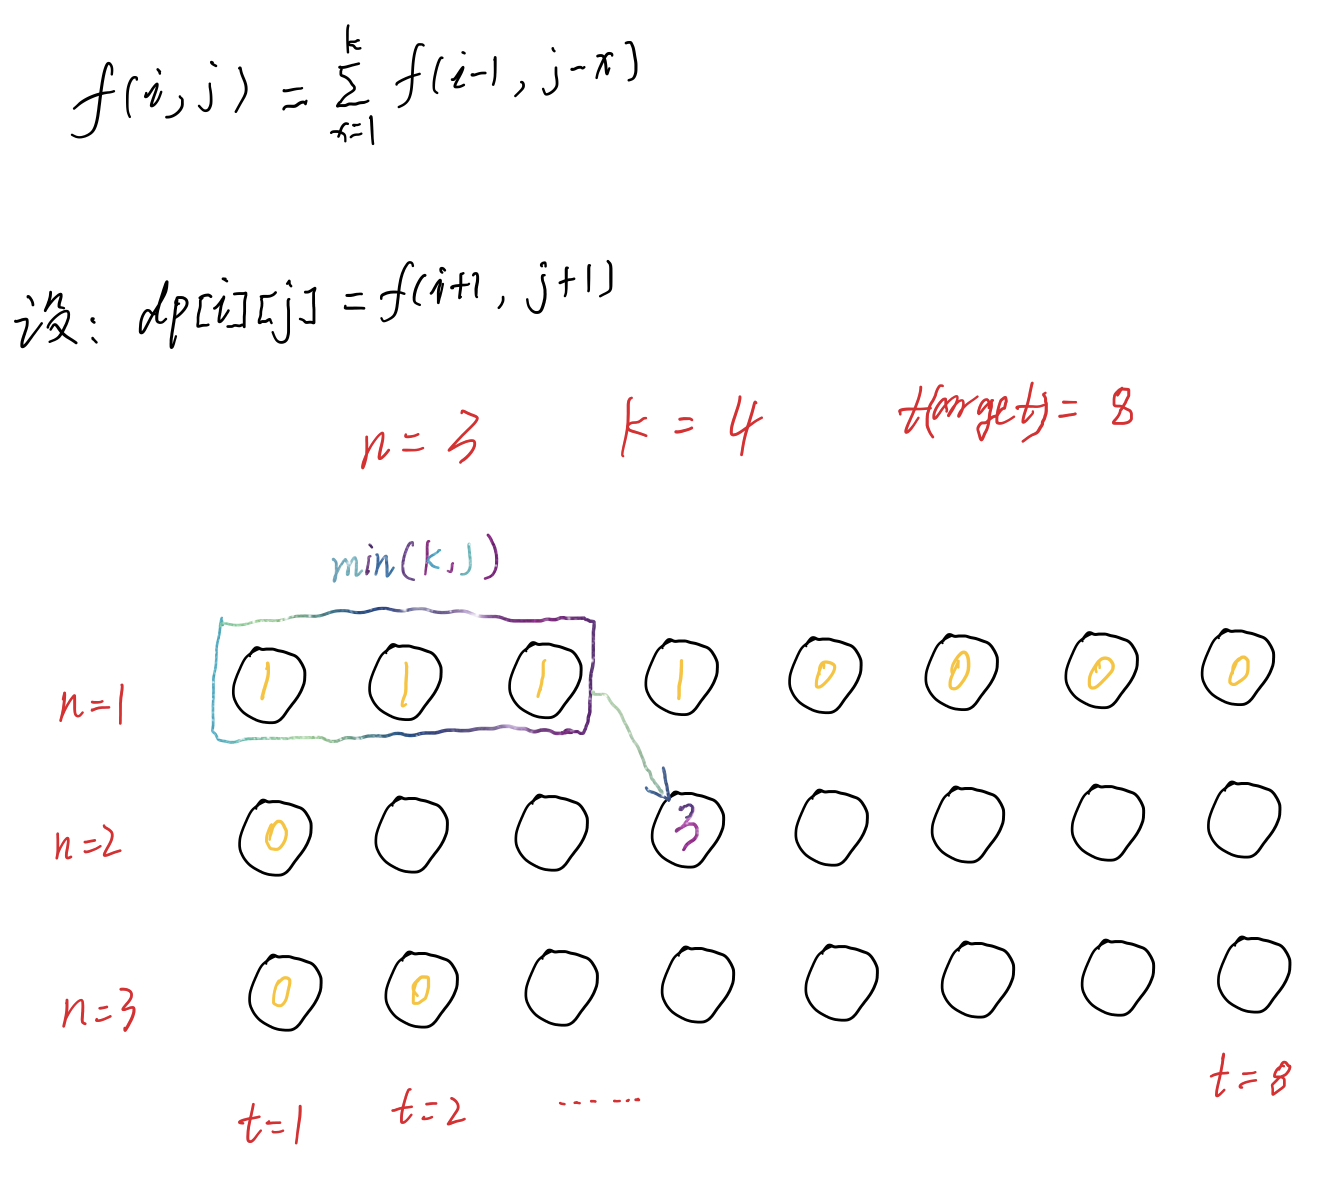 f(i,j) = \sum_{x=1}^{k} f(i-1, j-x)
设: dp[i][j] = f(i+1, j+1)
n = 3 k = 4 t(arget) = 8
min(k,j)
n=1 1 1 1 1 0 0 0 0
n=2 0 3
n=3 0 0
t=1 t=2 ...... t=8